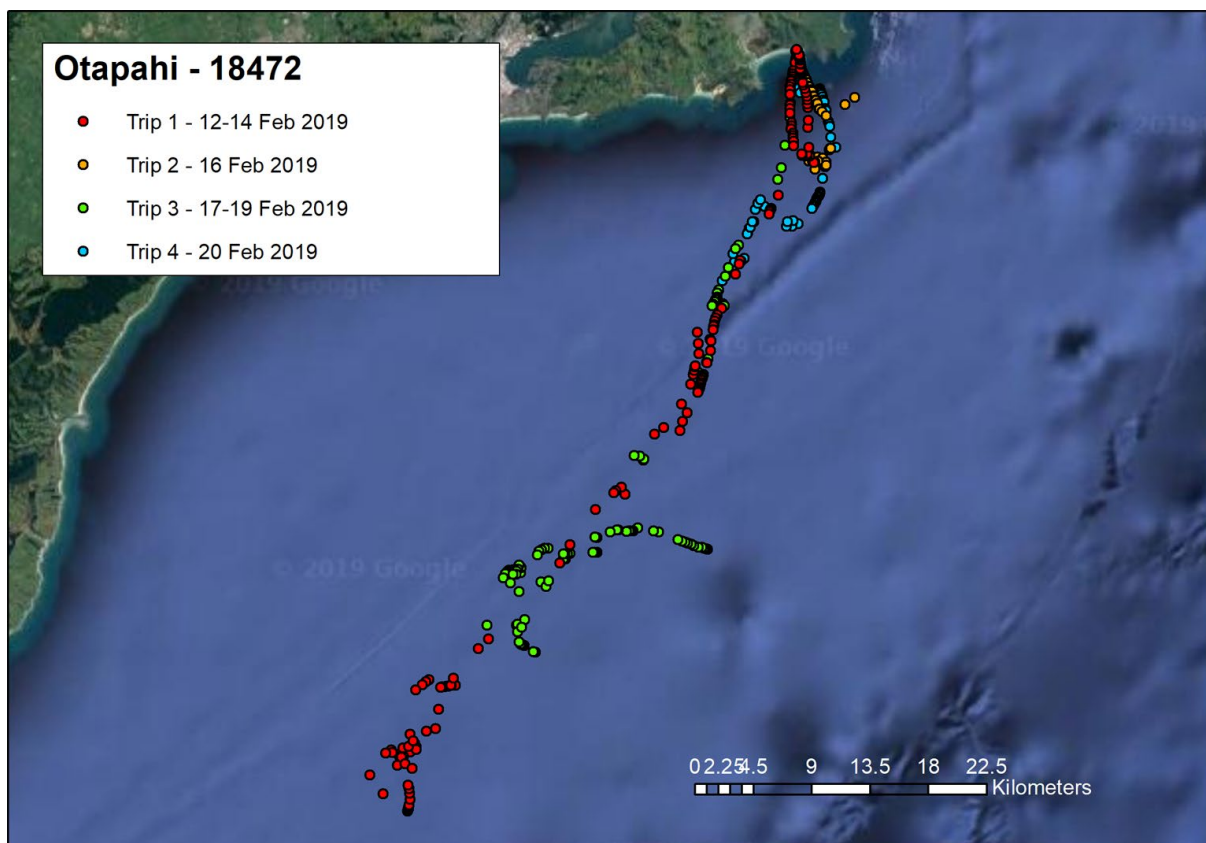 Otapahi - 18472
Trip 1 - 12-14 Feb 2019
Trip 2 - 16 Feb 2019
Trip 3 - 17-19 Feb 2019
Trip 4 - 20 Feb 2019
© 2019
2019 Google
© 2019 Google
© 2019 Google
0 2.25 4.5 9 13.5 18 22.5
Kilometers